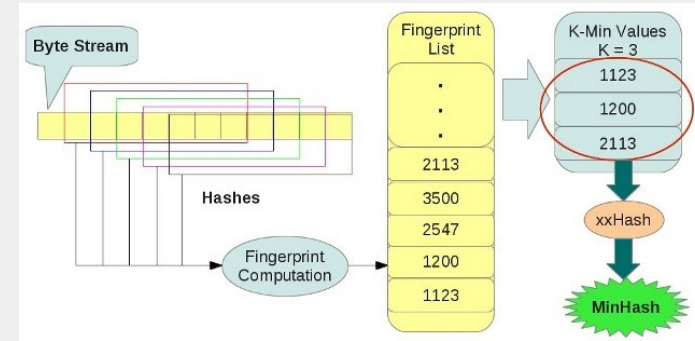 Byte Stream
Hashes
Fingerprint
Computation
Fingerprint
List
.
.
.
2113
3500
2547
1200
1123
K-Min Values
K = 3
1123
1200
2113
xxHash
MinHash